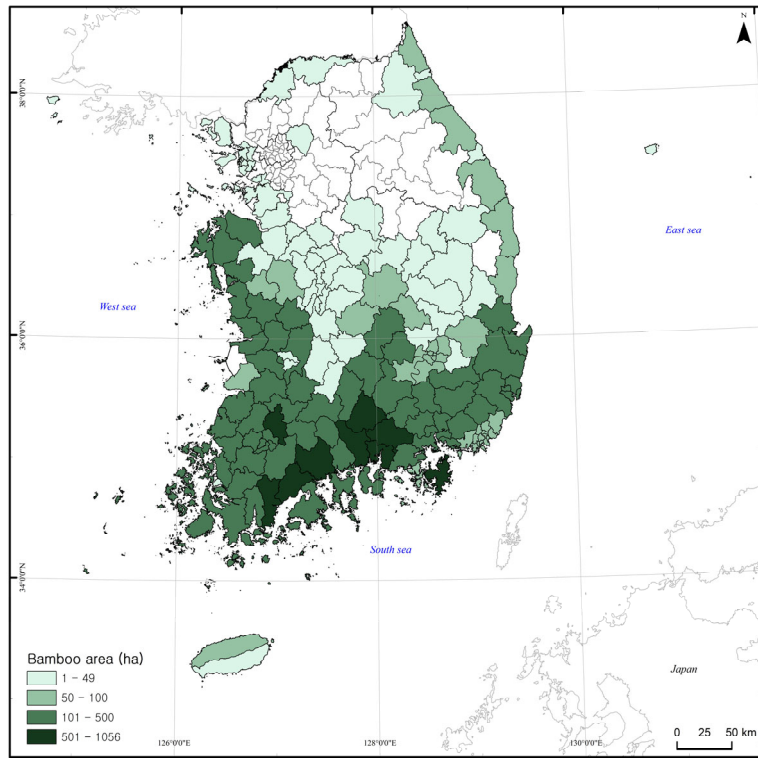 N
38°0'0"N
East sea
West sea
36°0'0"N
South sea
34°0'0"N
Bamboo area (ha)
1 - 49
50 - 100
101 - 500
501 - 1056
Japan
0 25 50 km
126°0'0"E
128°0'0"E
130°0'0"E